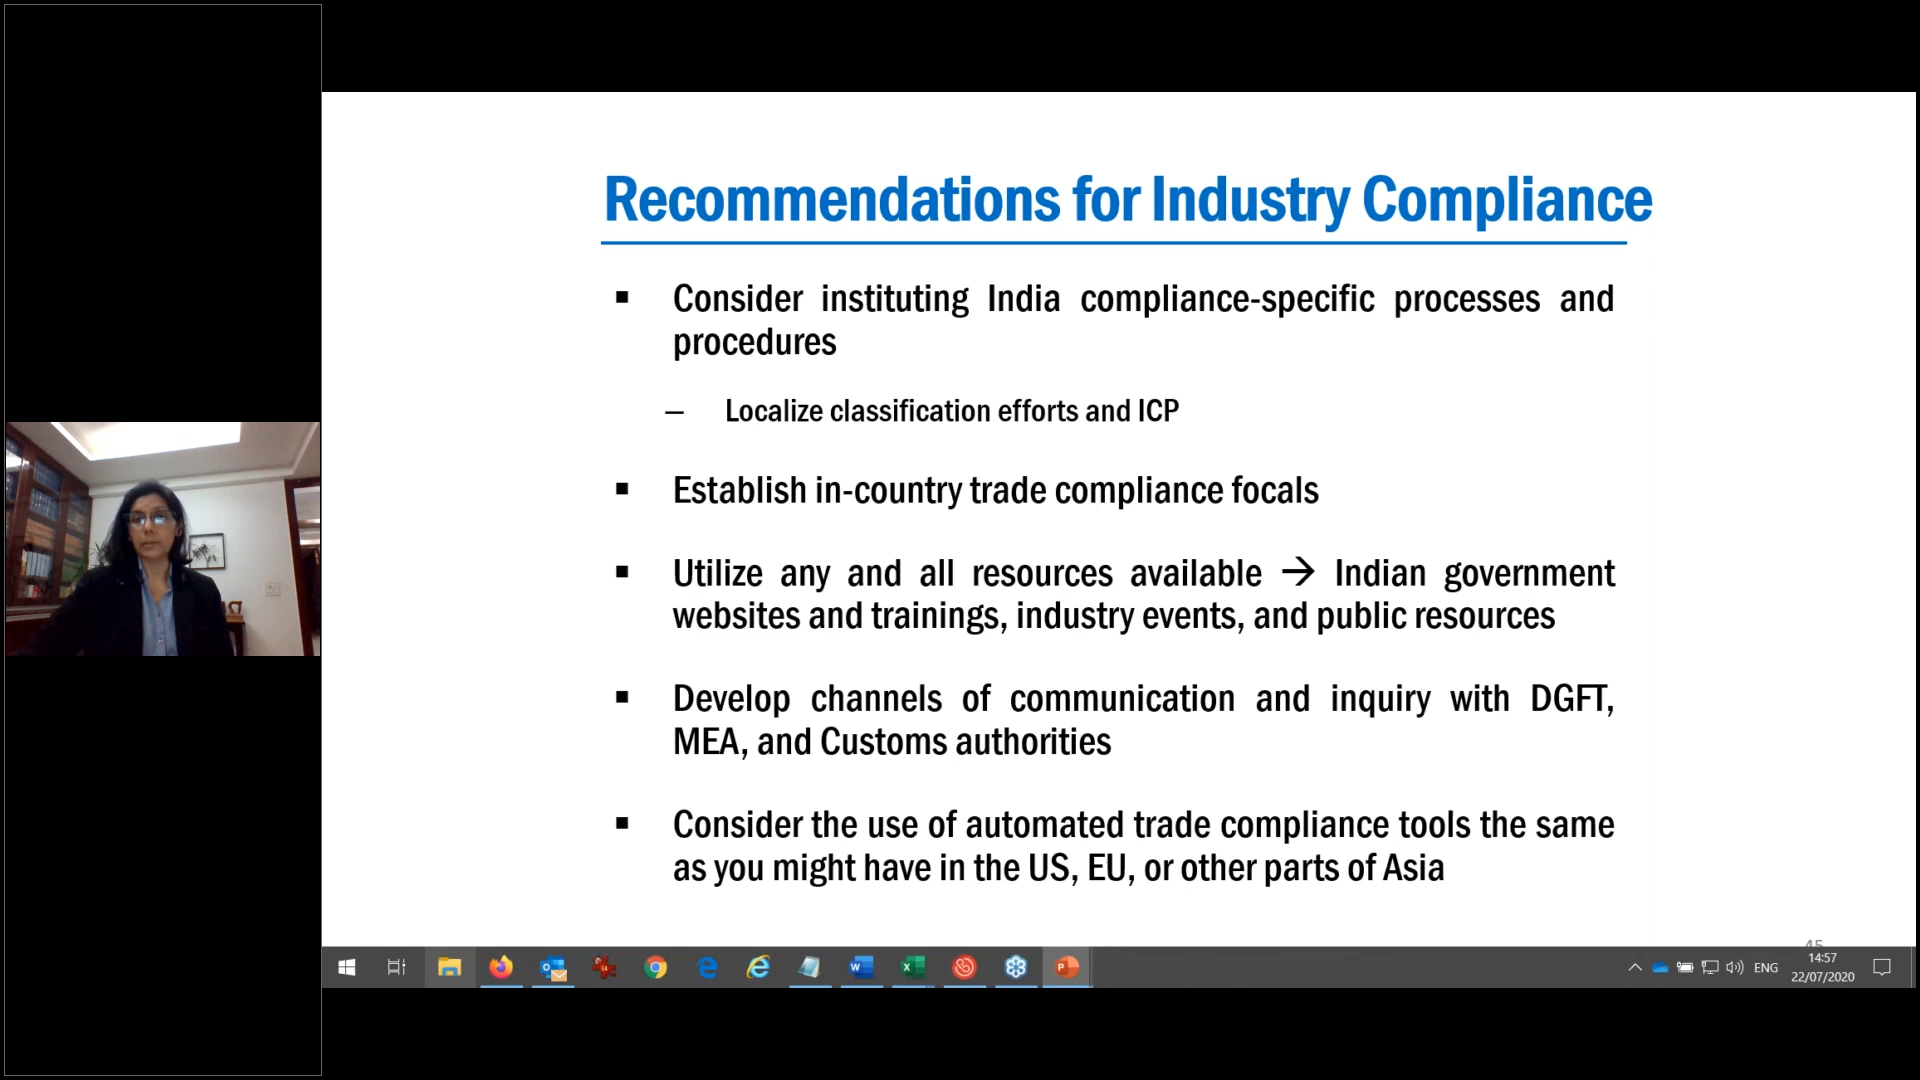 Recommendations for Industry Compliance
▪ Consider instituting India compliance-specific processes and
procedures
– Localize classification efforts and ICP
▪ Establish in-country trade compliance focals
▪ Utilize any and all resources available → Indian government
websites and trainings, industry events, and public resources
▪ Develop channels of communication and inquiry with DGFT,
MEA, and Customs authorities
▪ Consider the use of automated trade compliance tools the same
as you might have in the US, EU, or other parts of Asia
45
ENG
14:57
22/07/2020